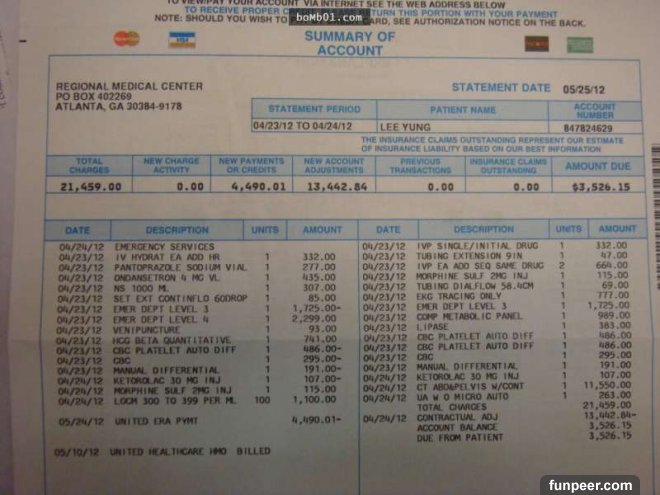 TO VIEW/PAY YOUR ACCOUNT VIA INTERNET SEE THE WEB ADDRESS BELOW
TO RECEIVE PROPER RETURN THIS PORTION WITH YOUR PAYMENT
NOTE: SHOULD YOU WISH TO CARD, SEE AUTHORIZATION NOTICE ON THE BACK.
boMb01.com
MasterCard
VISA
SUMMARY OF
ACCOUNT
REGIONAL MEDICAL CENTER
PO BOX 402269
ATLANTA, GA 30384-9178
STATEMENT DATE 05/25/12
STATEMENT PERIOD PATIENT NAME ACCOUNT NUMBER
04/23/12 TO 04/24/12 LEE YUNG 847824629
THE INSURANCE CLAIMS OUTSTANDING REPRESENT OUR ESTIMATE
OF INSURANCE LIABILITY BASED ON OUR BEST INFORMATION
TOTAL CHARGES NEW CHARGE ACTIVITY NEW PAYMENTS OR CREDITS NEW ACCOUNT ADJUSTMENTS PREVIOUS TRANSACTIONS INSURANCE CLAIMS OUTSTANDING AMOUNT DUE
21,459.00 0.00 4,490.01 13,442.84 0.00 0.00 $3,526.15
DATE DESCRIPTION UNITS AMOUNT
04/24/12 EMERGENCY SERVICES
04/23/12 IV HYDRAT EA ADD HR 1 332.00
04/23/12 PANTOPRAZOLE SODIUM VIAL 1 277.00
04/23/12 ONDANSETRON 4 MG VL 1 435.00
04/23/12 NS 1000 ML 1 307.00
04/23/12 SET EXT CONTINFLO 60DROP 1 85.00
04/23/12 EMER DEPT LEVEL 3 1 1,725.00-
04/23/12 EMER DEPT LEVEL 4 1 2,299.00
04/23/12 VENIPUNCTURE 1 93.00
04/23/12 HCG BETA QUANTITATIVE 1 741.00
04/23/12 CBC PLATELET AUTO DIFF 1 486.00-
04/23/12 CBC 1 295.00-
04/23/12 MANUAL DIFFERENTIAL 1 191.00-
04/24/12 KETOROLAC 30 MG INJ 1 107.00-
04/24/12 MORPHINE SULF 2MG INJ 1 115.00
04/24/12 LOCM 300 TO 399 PER ML 100 1,100.00
05/24/12 UNITED ERA PYMT 4,490.01-
05/10/12 UNITED HEALTHCARE HMO BILLED
DATE DESCRIPTION UNITS AMOUNT
04/23/12 IVP SINGLE/INITIAL DRUG 1 332.00
04/23/12 TUBING EXTENSION 9IN 1 47.00
04/23/12 IVP EA ADD SEQ SAME DRUG 2 664.00
04/23/12 MORPHINE SULF 2MG INJ 1 115.00
04/23/12 TUBING DIALFLOW 58.4CM 1 69.00
04/23/12 EKG TRACING ONLY 1 777.00
04/23/12 EMER DEPT LEVEL 3 1 1,725.00
04/23/12 COMP METABOLIC PANEL 1 989.00
04/23/12 LIPASE 1 383.00
04/23/12 CBC PLATELET AUTO DIFF 1 486.00
04/23/12 CBC PLATELET AUTO DIFF 1 486.00
04/23/12 CBC 1 295.00
04/23/12 MANUAL DIFFERENTIAL 1 191.00
04/24/12 KETOROLAC 30 MG INJ 1 107.00
04/24/12 CT ABD&PELVIS W/CONT 1 11,550.00
04/24/12 UA W O MICRO AUTO 1 263.00
TOTAL CHARGES 21,459.00
04/24/12 CONTRACTUAL ADJ 13,442.84-
ACCOUNT BALANCE 3,526.15
DUE FROM PATIENT 3,526.15
funpeer.com